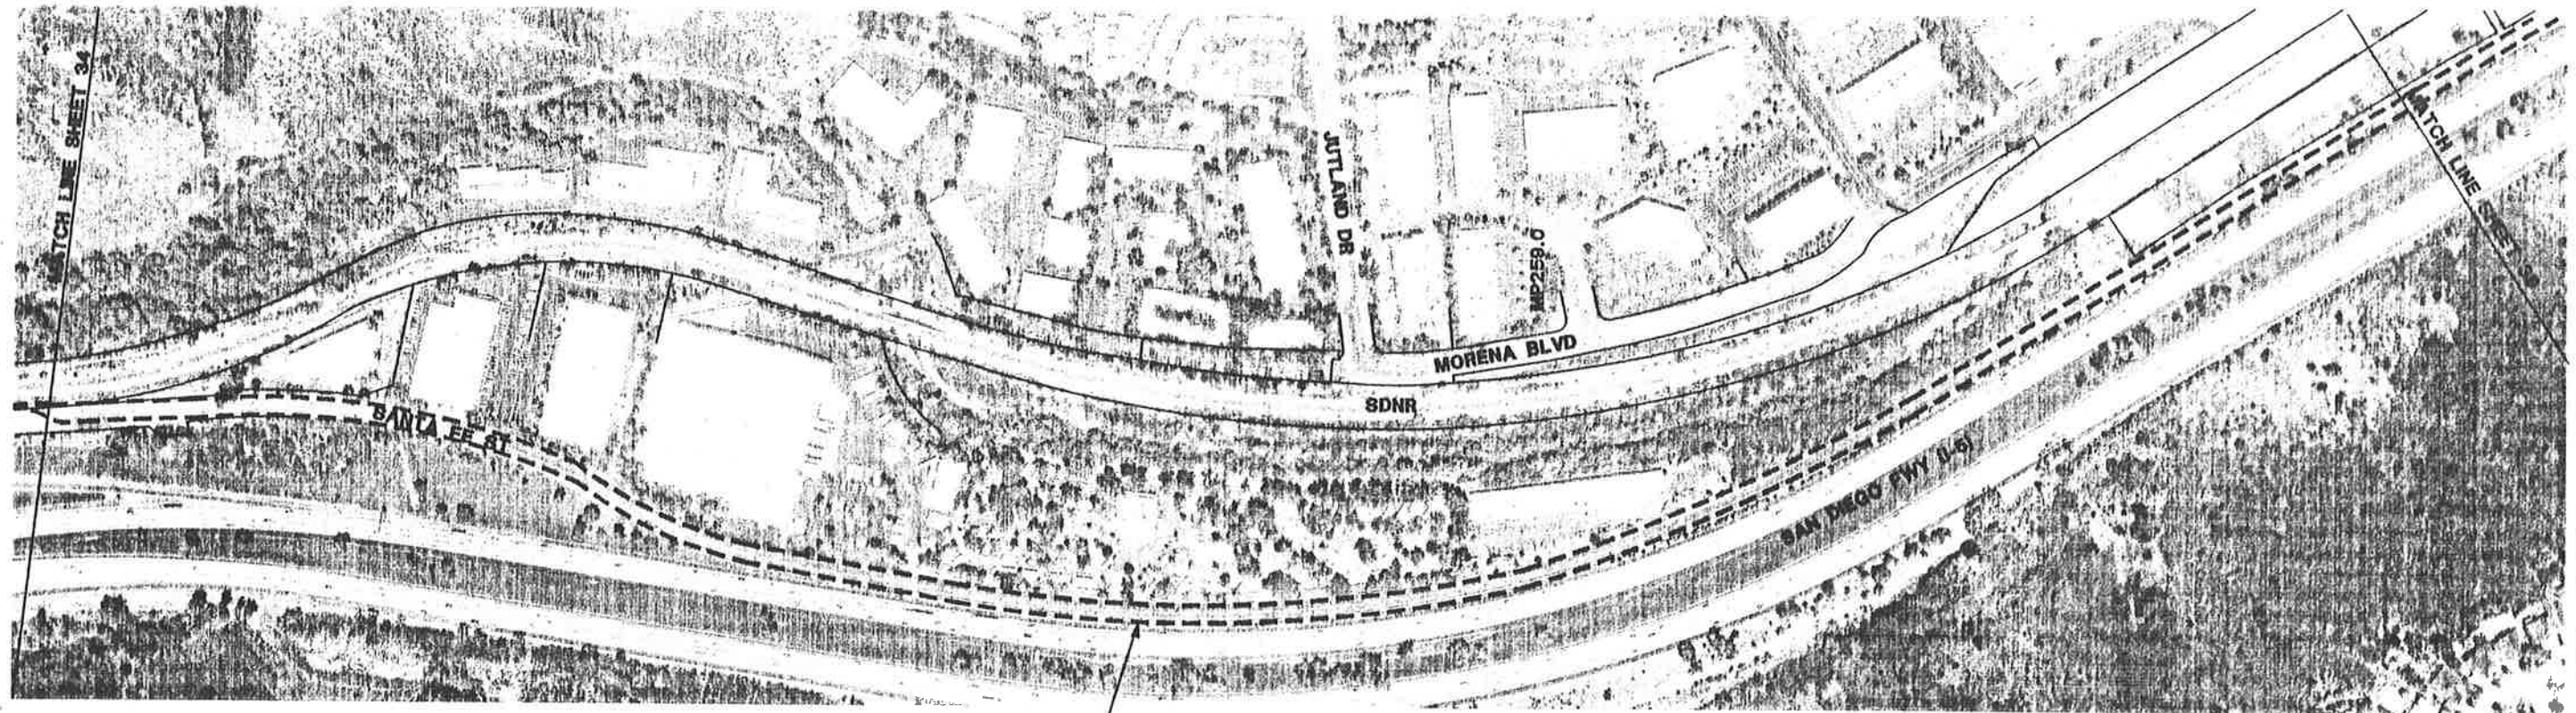 MATCH LINE SHEET 34
JUTLAND DR
MP259.0
MORENA BLVD
SDNR
SANTA FE ST
SAN DIEGO FWY (I-5)
MATCH LINE SHEET